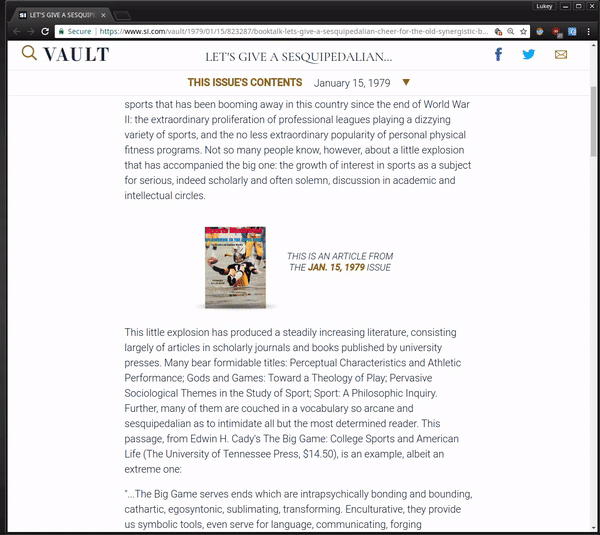 Lukey
SI LET'S GIVE A SESQUIP
Secure https://www.si.com/vault/1979/01/15/823287/booktalk-lets-give-a-sesquipedalian-cheer-for-the-old-synergistic-b...
VAULT LET'S GIVE A SESQUIPEDALIAN...
THIS ISSUE'S CONTENTS January 15, 1979
sports that has been booming away in this country since the end of World War
II: the extraordinary proliferation of professional leagues playing a dizzying
variety of sports, and the no less extraordinary popularity of personal physical
fitness programs. Not so many people know, however, about a little explosion
that has accompanied the big one: the growth of interest in sports as a subject
for serious, indeed scholarly and often solemn, discussion in academic and
intellectual circles.
THIS IS AN ARTICLE FROM
THE JAN. 15, 1979 ISSUE
This little explosion has produced a steadily increasing literature, consisting
largely of articles in scholarly journals and books published by university
presses. Many bear formidable titles: Perceptual Characteristics and Athletic
Performance; Gods and Games: Toward a Theology of Play; Pervasive
Sociological Themes in the Study of Sport; Sport: A Philosophic Inquiry.
Further, many of them are couched in a vocabulary so arcane and
sesquipedalian as to intimidate all but the most determined reader. This
passage, from Edwin H. Cady's The Big Game: College Sports and American
Life (The University of Tennessee Press, $14.50), is an example, albeit an
extreme one:
"...The Big Game serves ends which are intrapsychically bonding and bounding,
cathartic, egosyntonic, sublimating, transforming. Enculturative, they provide
us symbolic tools, even serve for language, communicating, forging